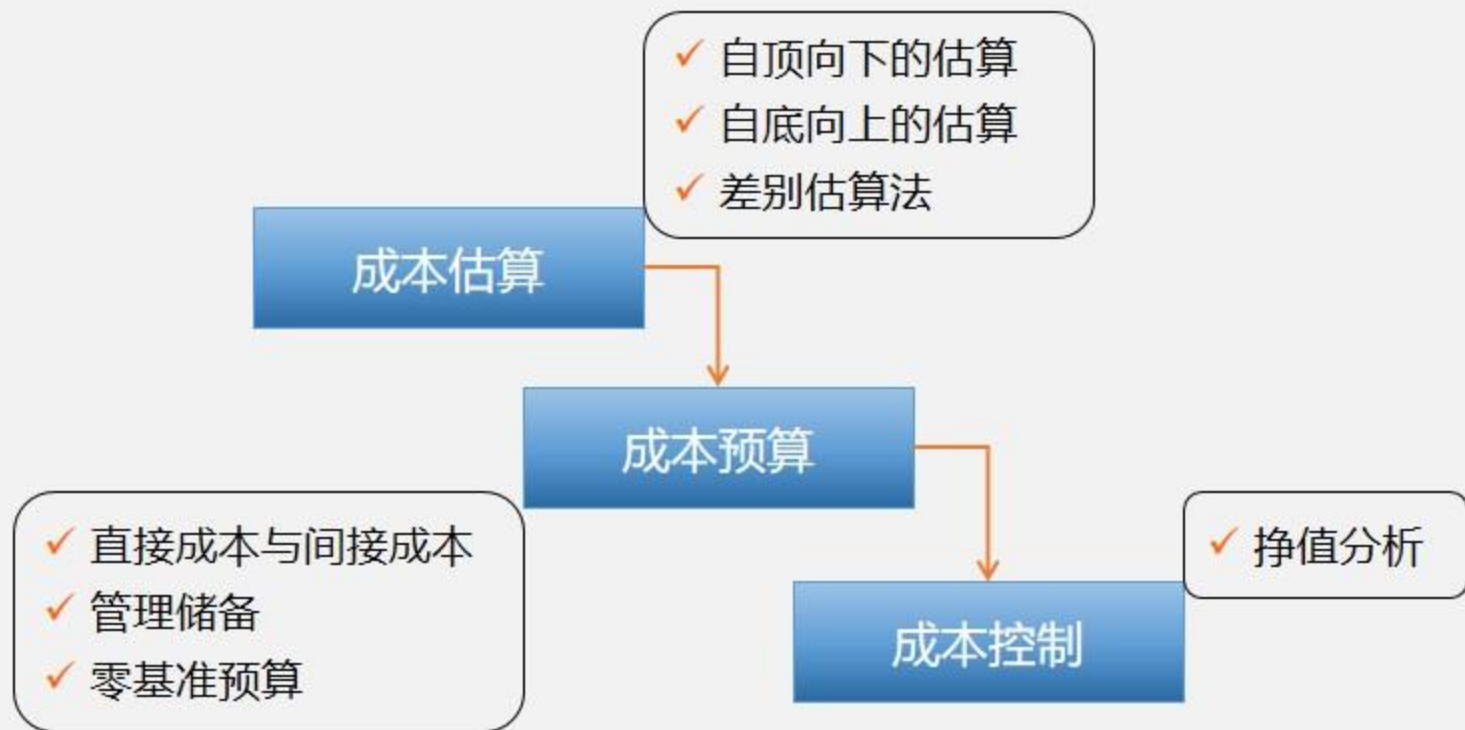 自顶向下的估算
自底向上的估算
差别估算法
成本估算
成本预算
直接成本与间接成本
管理储备
零基准预算
挣值分析
成本控制